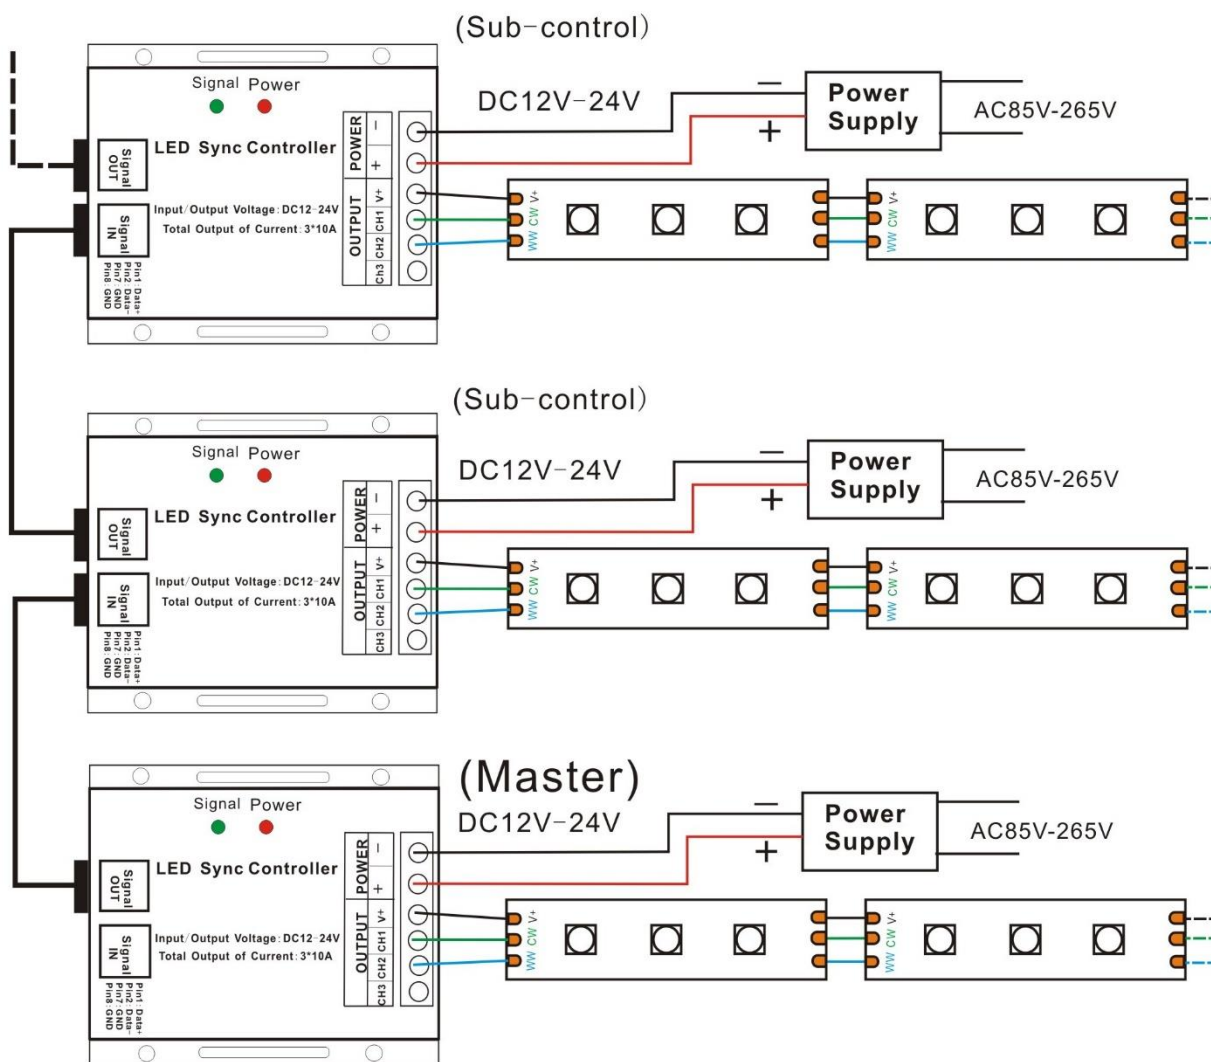 (Sub-control)
Signal Power
DC12V-24V
−
+
Power
Supply
AC85V-265V
Signal
OUT
LED Sync Controller
POWER
−
+
Signal
IN
Input/Output Voltage:DC12-24V
Total Output of Current:3*10A
OUTPUT
V+
CH1
CH2
Ch3
Pin1:Data+
Pin2:Data-
Pin7:GND
Pin8:GND
V+
CW
WW
V+
CW
WW
(Sub-control)
Signal Power
DC12V-24V
−
+
Power
Supply
AC85V-265V
Signal
OUT
LED Sync Controller
POWER
−
+
Signal
IN
Input/Output Voltage:DC12-24V
Total Output of Current:3*10A
OUTPUT
V+
CH1
CH2
CH3
Pin1:Data+
Pin2:Data-
Pin7:GND
Pin8:GND
V+
CW
WW
V+
CW
WW
(Master)
Signal Power
DC12V-24V
−
+
Power
Supply
AC85V-265V
Signal
OUT
LED Sync Controller
POWER
−
+
Signal
IN
Input/Output Voltage:DC12-24V
Total Output of Current:3*10A
OUTPUT
V+
CH1
CH2
CH3
Pin1:Data+
Pin2:Data-
Pin7:GND
Pin8:GND
V+
CW
WW
V+
CW
WW